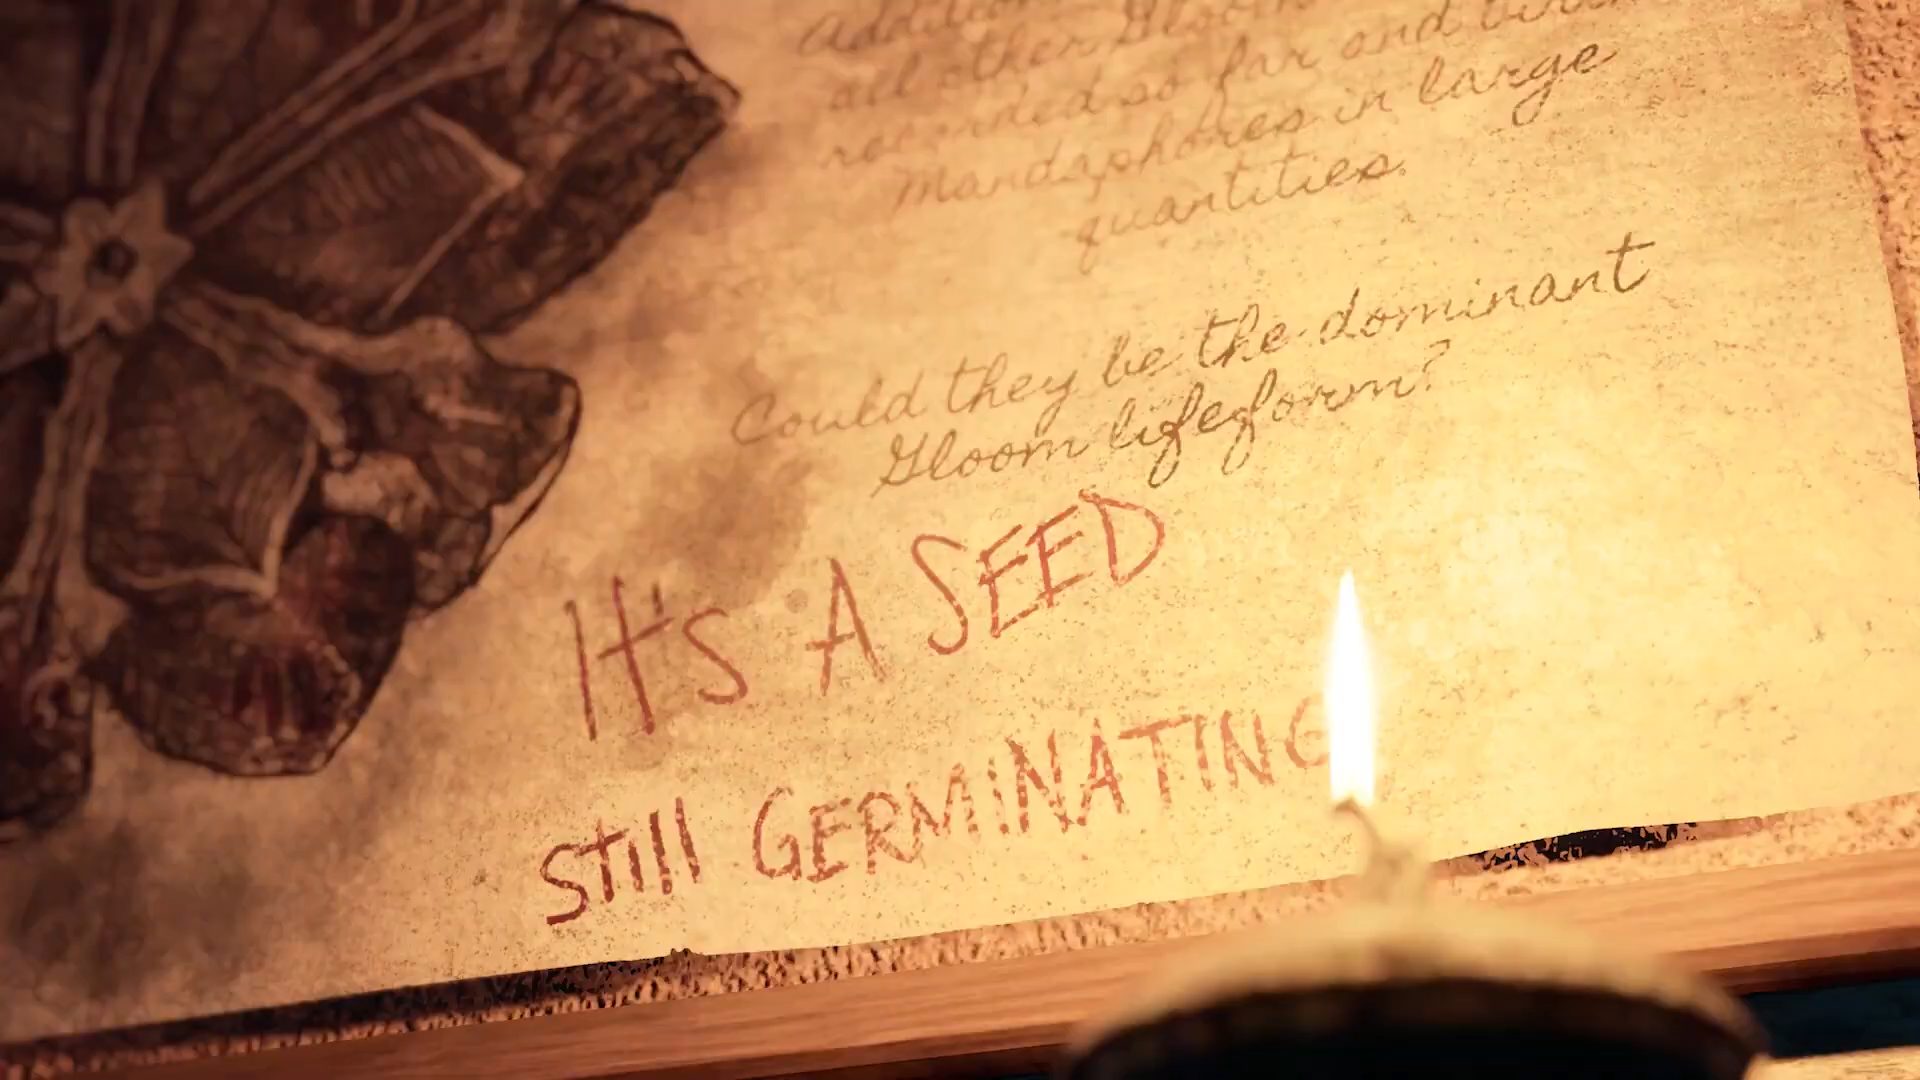 all other Gloom
recorded so far and
Mandaphores in large
quantities.
Could they be the dominant
Gloom lifeform?
It's A SEED
Still GERMINATING